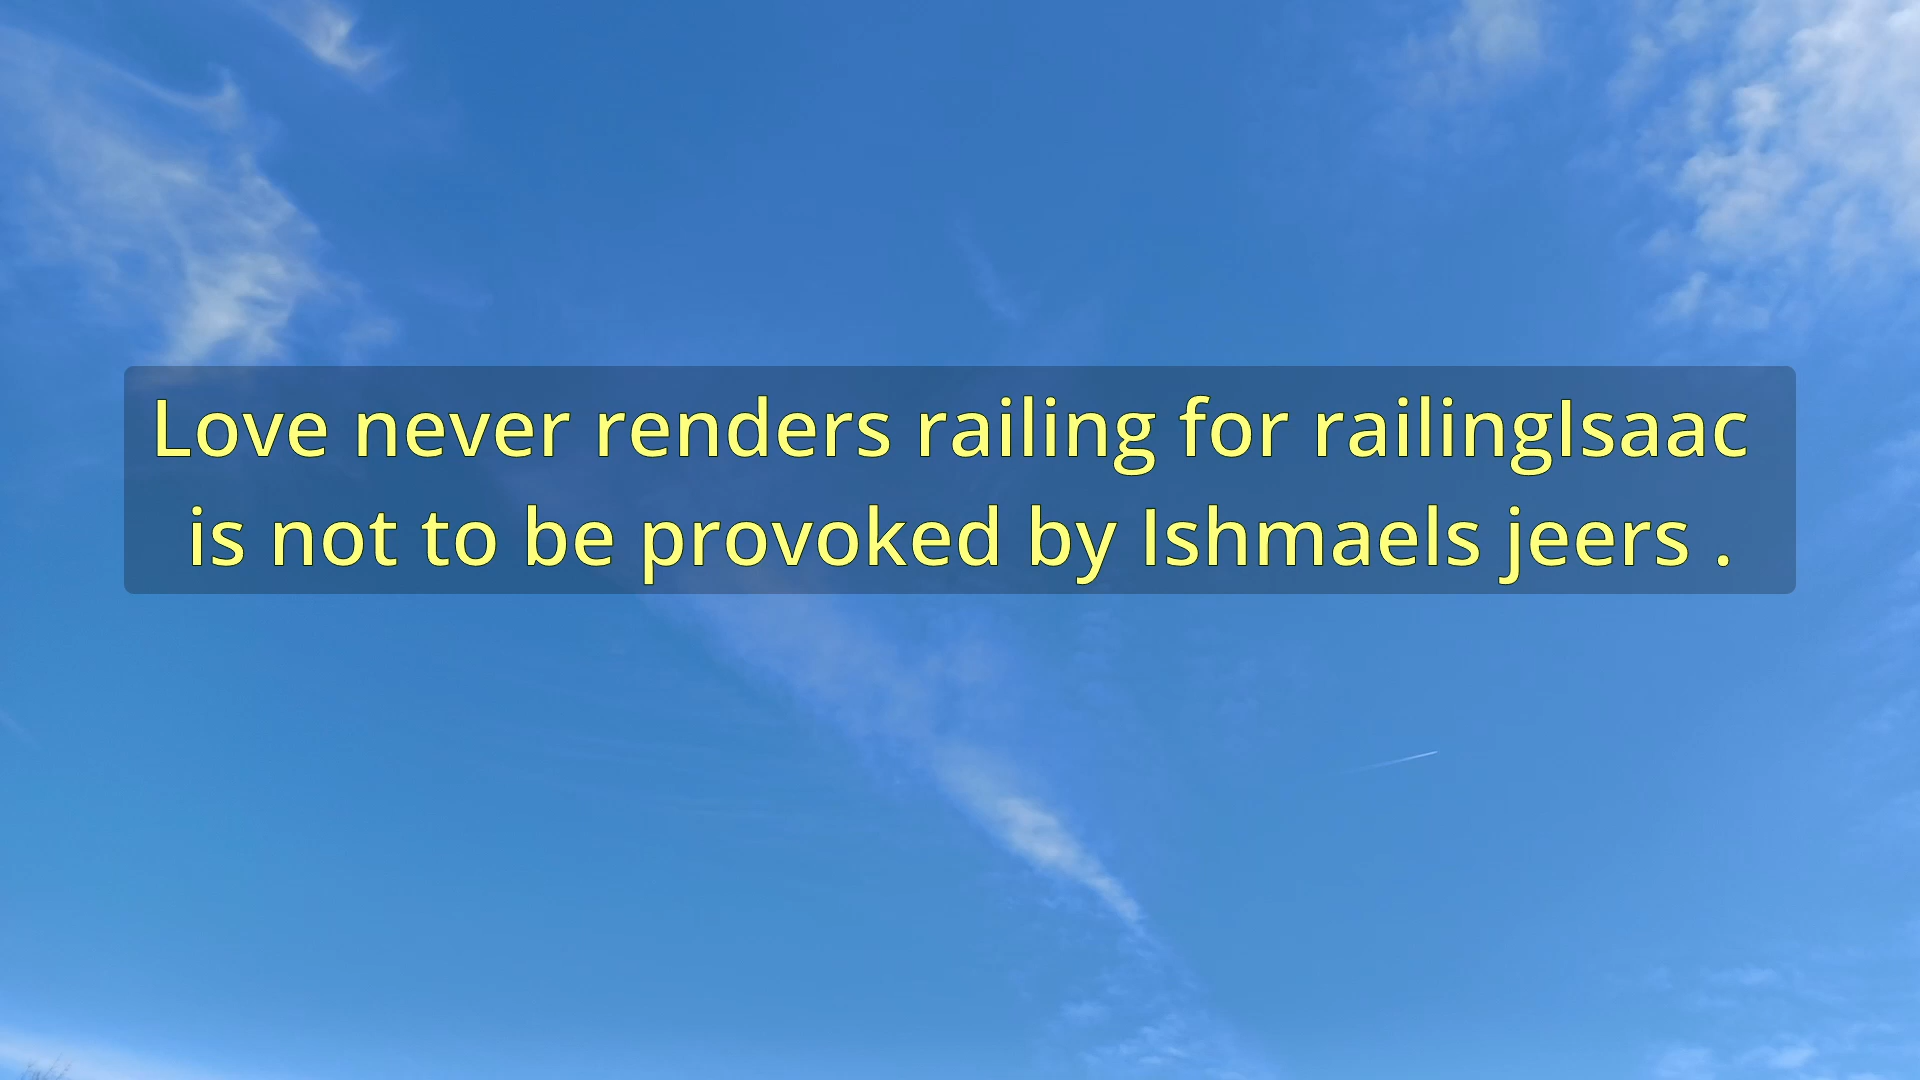 Love never renders railing for railingIsaac
is not to be provoked by Ishmaels jeers .